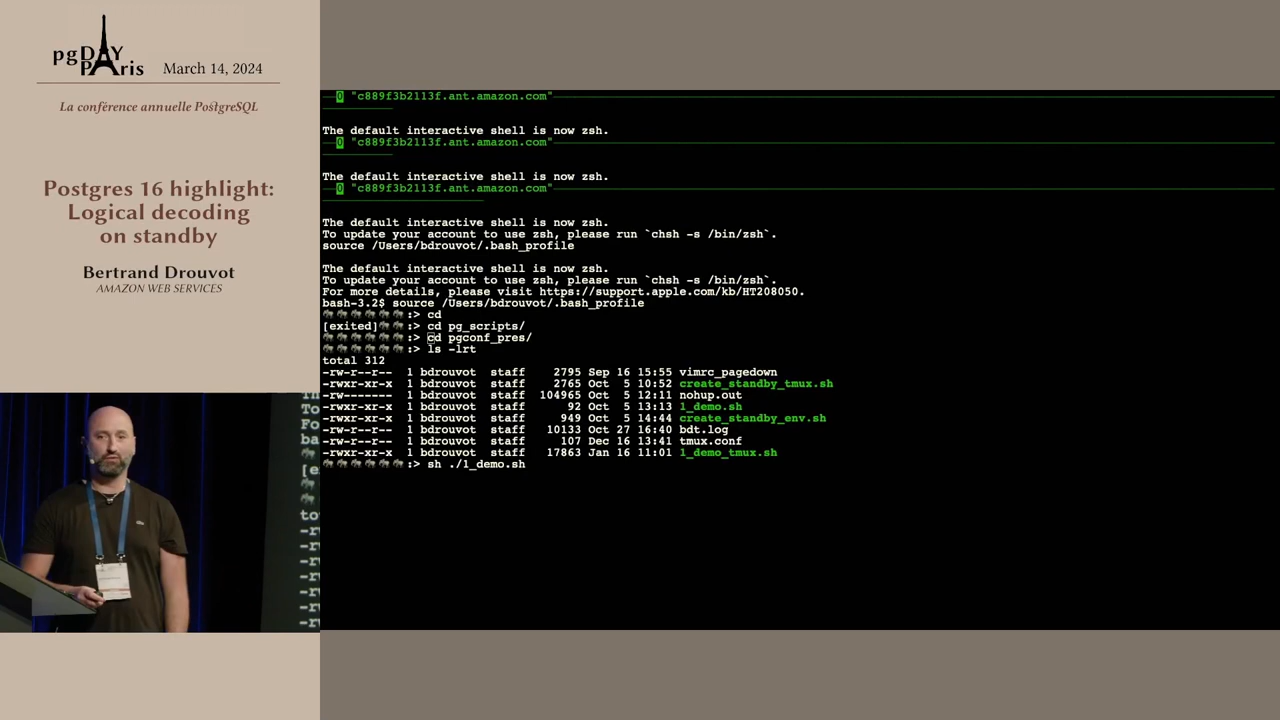 pgDAY
Paris
March 14, 2024
La conférence annuelle PostgreSQL
Postgres 16 highlight:
Logical decoding
on standby
Bertrand Drouvot
AMAZON WEB SERVICES
0 "c889f3b2113f.ant.amazon.com"
The default interactive shell is now zsh.
0 "c889f3b2113f.ant.amazon.com"
The default interactive shell is now zsh.
0 "c889f3b2113f.ant.amazon.com"
The default interactive shell is now zsh.
To update your account to use zsh, please run `chsh -s /bin/zsh`.
source /Users/bdrouvot/.bash_profile
The default interactive shell is now zsh.
To update your account to use zsh, please run `chsh -s /bin/zsh`.
For more details, please visit https://support.apple.com/kb/HT208050.
bash-3.2$ source /Users/bdrouvot/.bash_profile
🐘🐘🐘🐘🐘🐘:> cd
[exited]🐘🐘:> cd pg_scripts/
🐘🐘🐘🐘🐘🐘:> cd pgconf_pres/
🐘🐘🐘🐘🐘🐘:> ls -lrt
total 312
-rw-r--r--  1 bdrouvot  staff    2795 Sep 16 15:55 vimrc_pagedown
-rwxr-xr-x  1 bdrouvot  staff    2765 Oct  5 10:52 create_standby_tmux.sh
-rw-------  1 bdrouvot  staff  104965 Oct  5 12:11 nohup.out
-rwxr-xr-x  1 bdrouvot  staff      92 Oct  5 13:13 1_demo.sh
-rwxr-xr-x  1 bdrouvot  staff     949 Oct  5 14:44 create_standby_env.sh
-rw-r--r--  1 bdrouvot  staff   10133 Oct 27 16:40 bdt.log
-rw-r--r--  1 bdrouvot  staff     107 Dec 16 13:41 tmux.conf
-rwxr-xr-x  1 bdrouvot  staff   17863 Jan 16 11:01 1_demo_tmux.sh
🐘🐘🐘🐘🐘🐘:> sh ./1_demo.sh